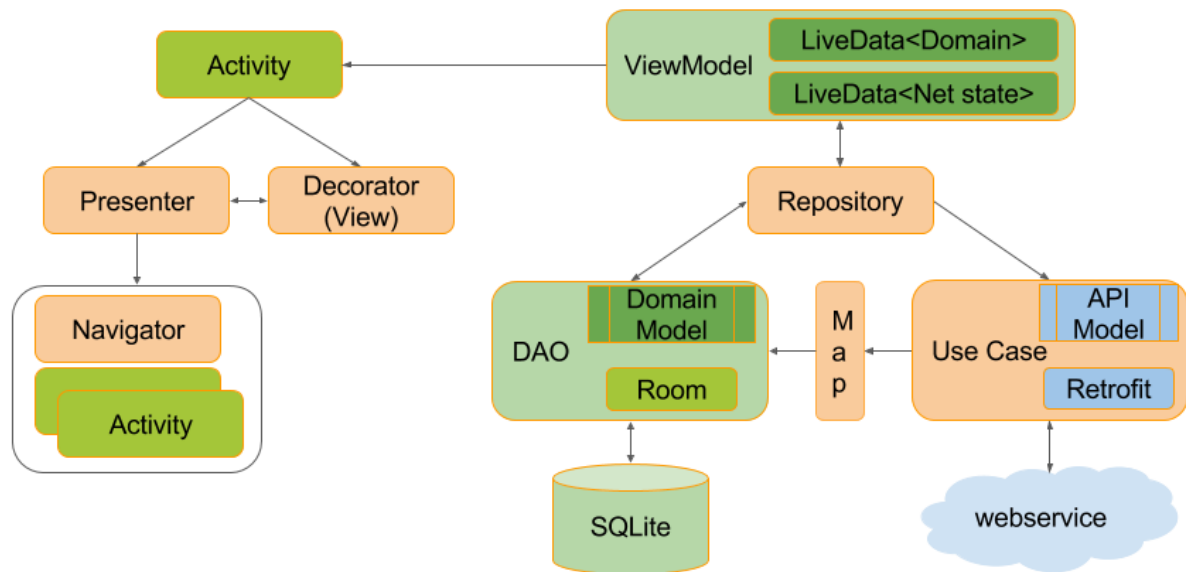 Activity
ViewModel
LiveData<Domain>
LiveData<Net state>
Presenter
Decorator
(View)
Repository
Navigator
Activity
DAO
Domain
Model
Room
M
a
p
Use Case
API
Model
Retrofit
SQLite
webservice